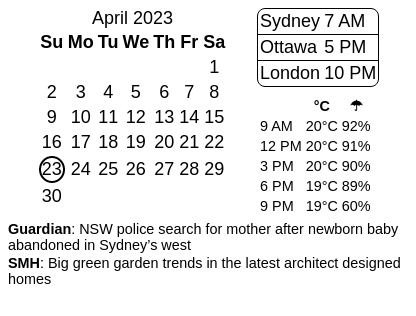 April 2023
Su Mo Tu We Th Fr Sa
1
2 3 4 5 6 7 8
9 10 11 12 13 14 15
16 17 18 19 20 21 22
23 24 25 26 27 28 29
30
Sydney 7 AM
Ottawa 5 PM
London 10 PM
°C ☂
9 AM 20°C 92%
12 PM 20°C 91%
3 PM 20°C 90%
6 PM 19°C 89%
9 PM 19°C 60%
Guardian: NSW police search for mother after newborn baby
abandoned in Sydney’s west
SMH: Big green garden trends in the latest architect designed
homes